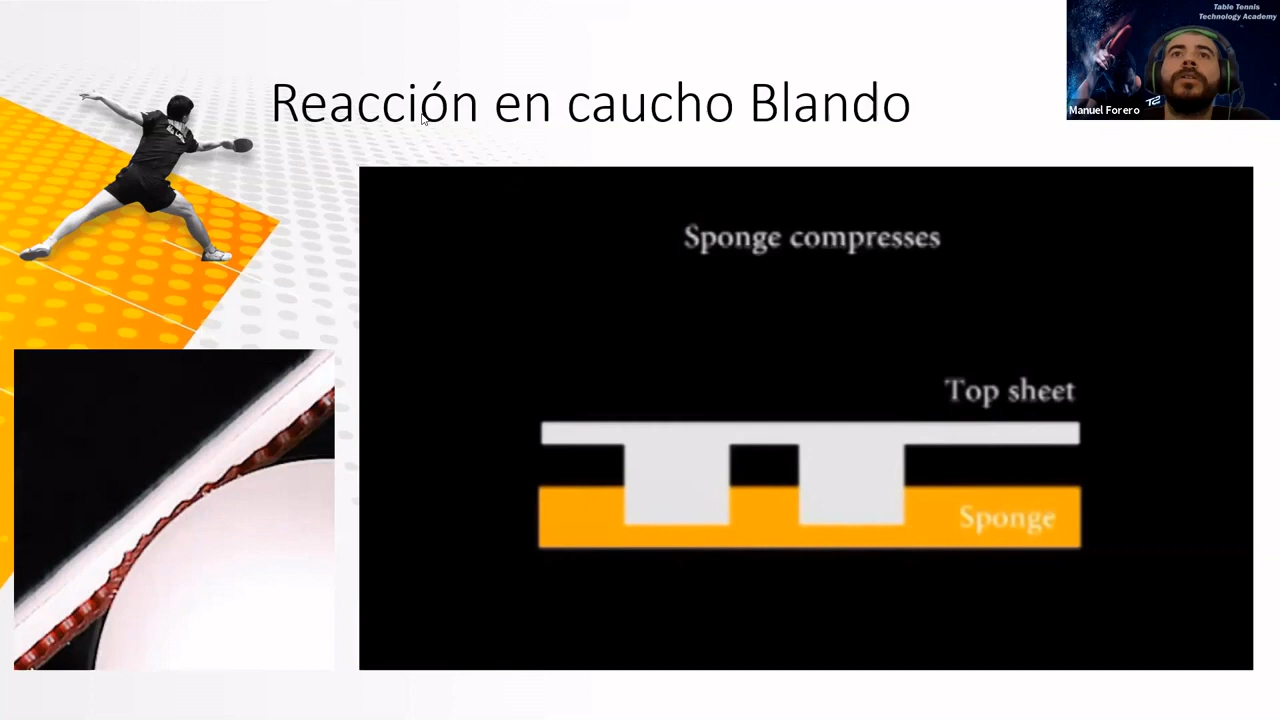 Table Tennis
Technology Academy
Manuel Forero
Reacción en caucho Blando
Sponge compresses
Top sheet
Sponge